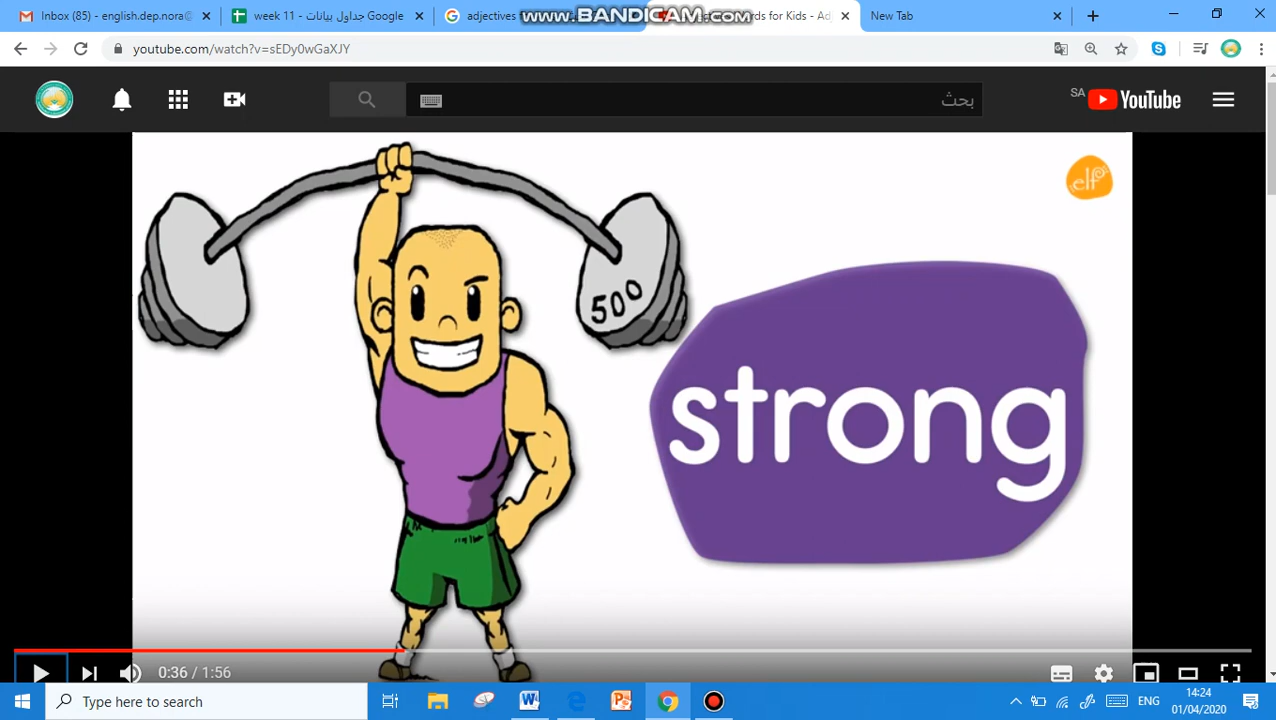 Inbox (85) - english.dep.nora@
week 11 - جداول بيانات Google
adjectives
www.BANDICAM.com
rds for Kids - Adj
New Tab
youtube.com/watch?v=sEDy0wGaXJY
بحث
SA
YouTube
elf
500
strong
0:36 / 1:56
Type here to search
ENG
14:24
01/04/2020